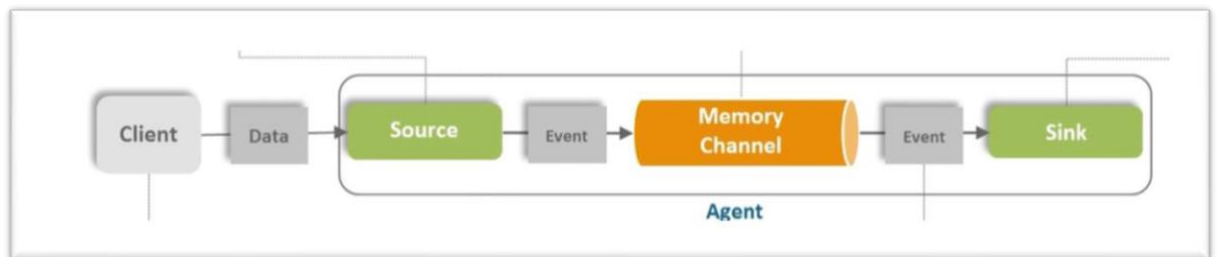 Client
Data
Source
Event
Memory
Channel
Event
Sink
Agent